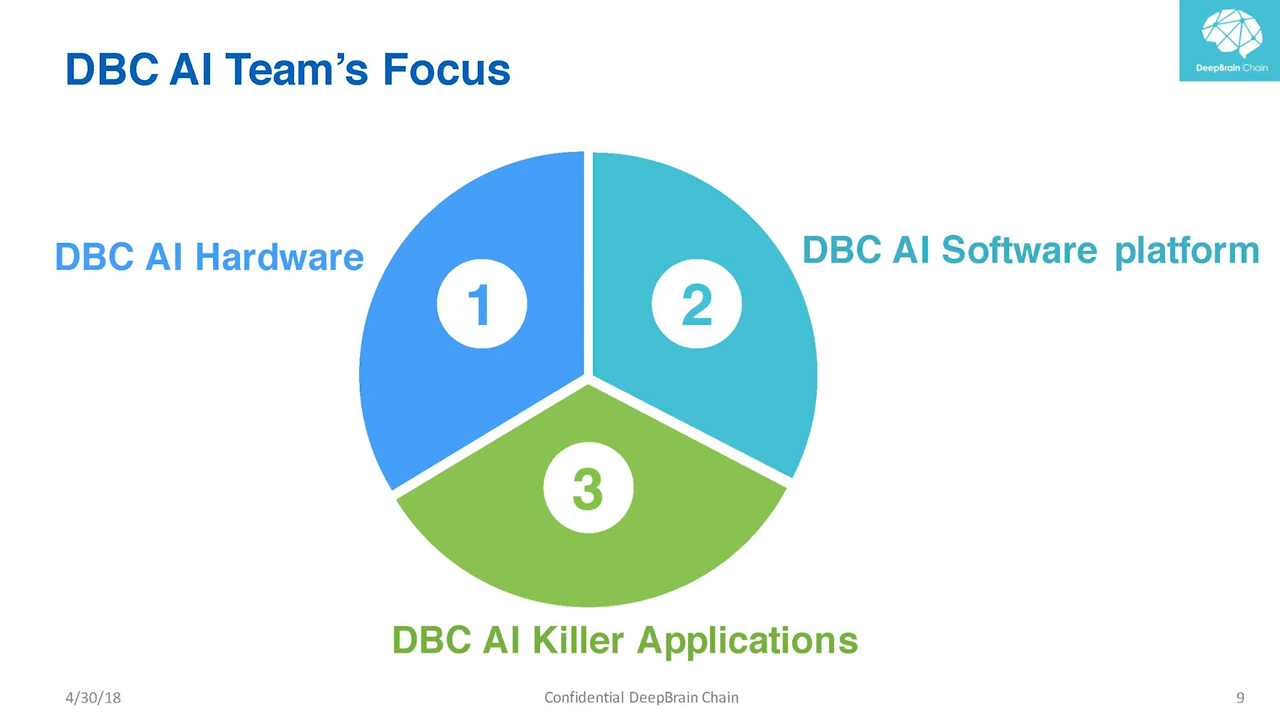 DBC AI Team’s Focus
DeepBrain Chain
DBC AI Hardware
DBC AI Software platform
1
2
3
DBC AI Killer Applications
4/30/18
Confidential DeepBrain Chain
9